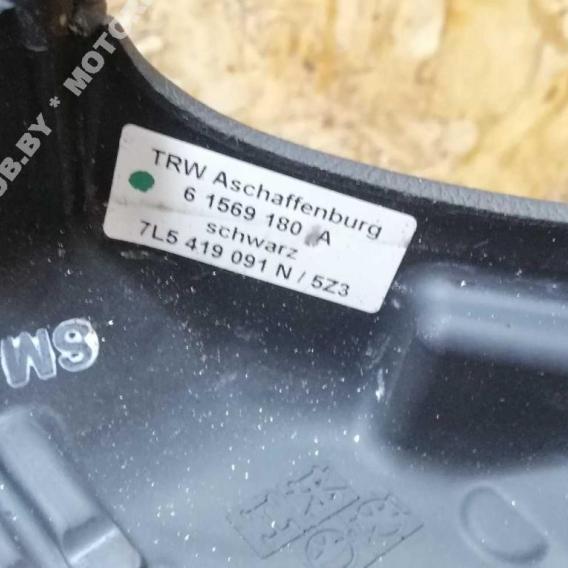 TRW Aschaffenburg
6 1569 180 A
schwarz
7L5 419 091 N / 5Z3